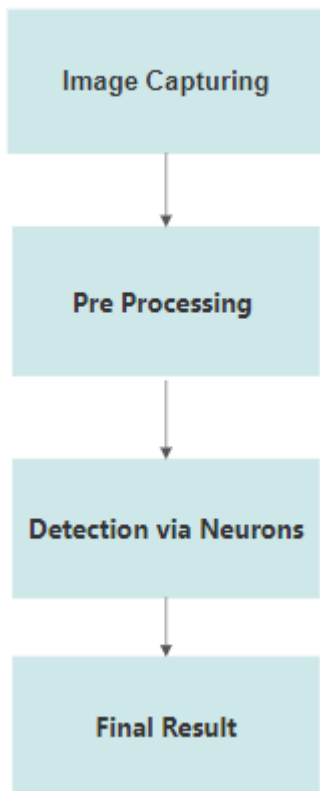 Image Capturing
Pre Processing
Detection via Neurons
Final Result